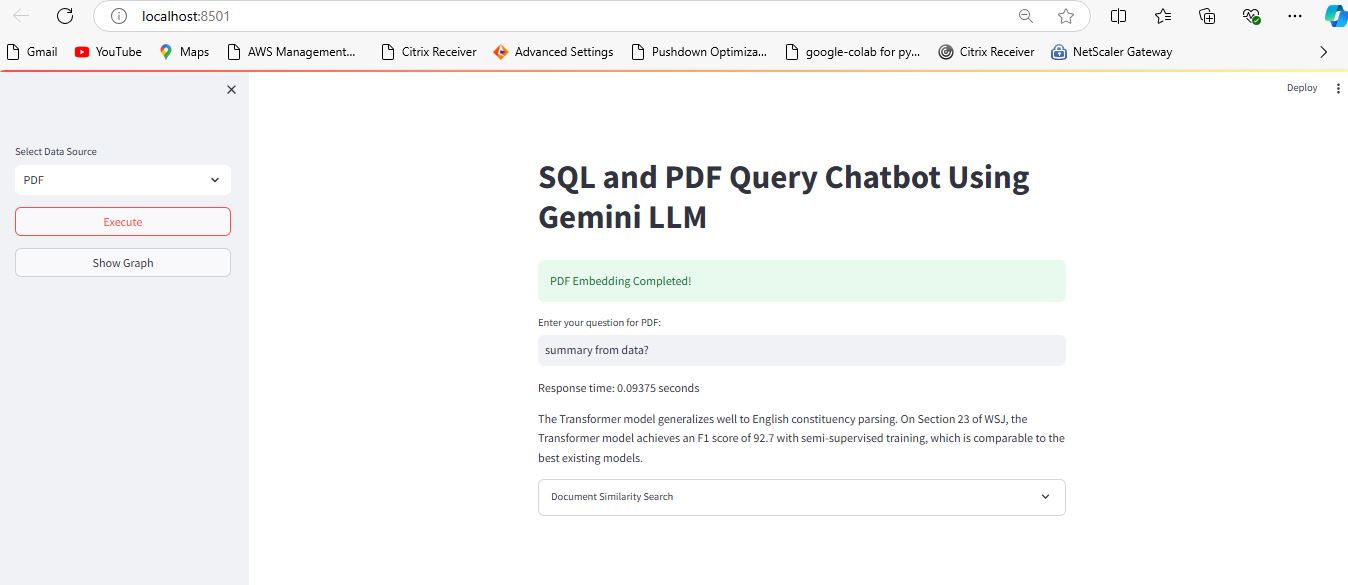 localhost:8501
Gmail YouTube Maps AWS Management... Citrix Receiver Advanced Settings Pushdown Optimiza... google-colab for py... Citrix Receiver NetScaler Gateway
Deploy
Select Data Source
PDF
Execute
Show Graph
SQL and PDF Query Chatbot Using
Gemini LLM
PDF Embedding Completed!
Enter your question for PDF:
summary from data?
Response time: 0.09375 seconds
The Transformer model generalizes well to English constituency parsing. On Section 23 of WSJ, the
Transformer model achieves an F1 score of 92.7 with semi-supervised training, which is comparable to the
best existing models.
Document Similarity Search